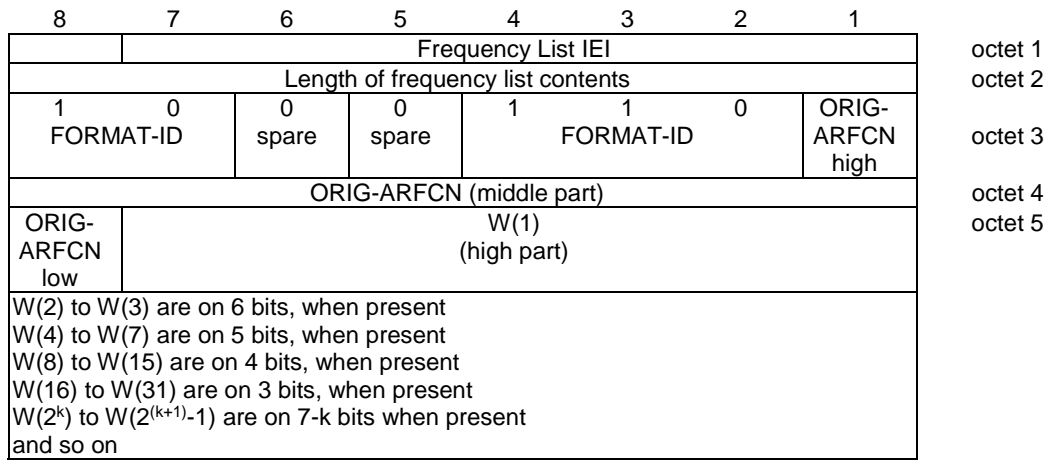 8 7 6 5 4 3 2 1
Frequency List IEI octet 1
Length of frequency list contents octet 2
1 0 0 0 1 1 0 ORIG-
FORMAT-ID spare spare FORMAT-ID ARFCN octet 3
high
ORIG-ARFCN (middle part) octet 4
ORIG- W(1) octet 5
ARFCN (high part)
low
W(2) to W(3) are on 6 bits, when present
W(4) to W(7) are on 5 bits, when present
W(8) to W(15) are on 4 bits, when present
W(16) to W(31) are on 3 bits, when present
W(2^k) to W(2^(k+1)-1) are on 7-k bits when present
and so on